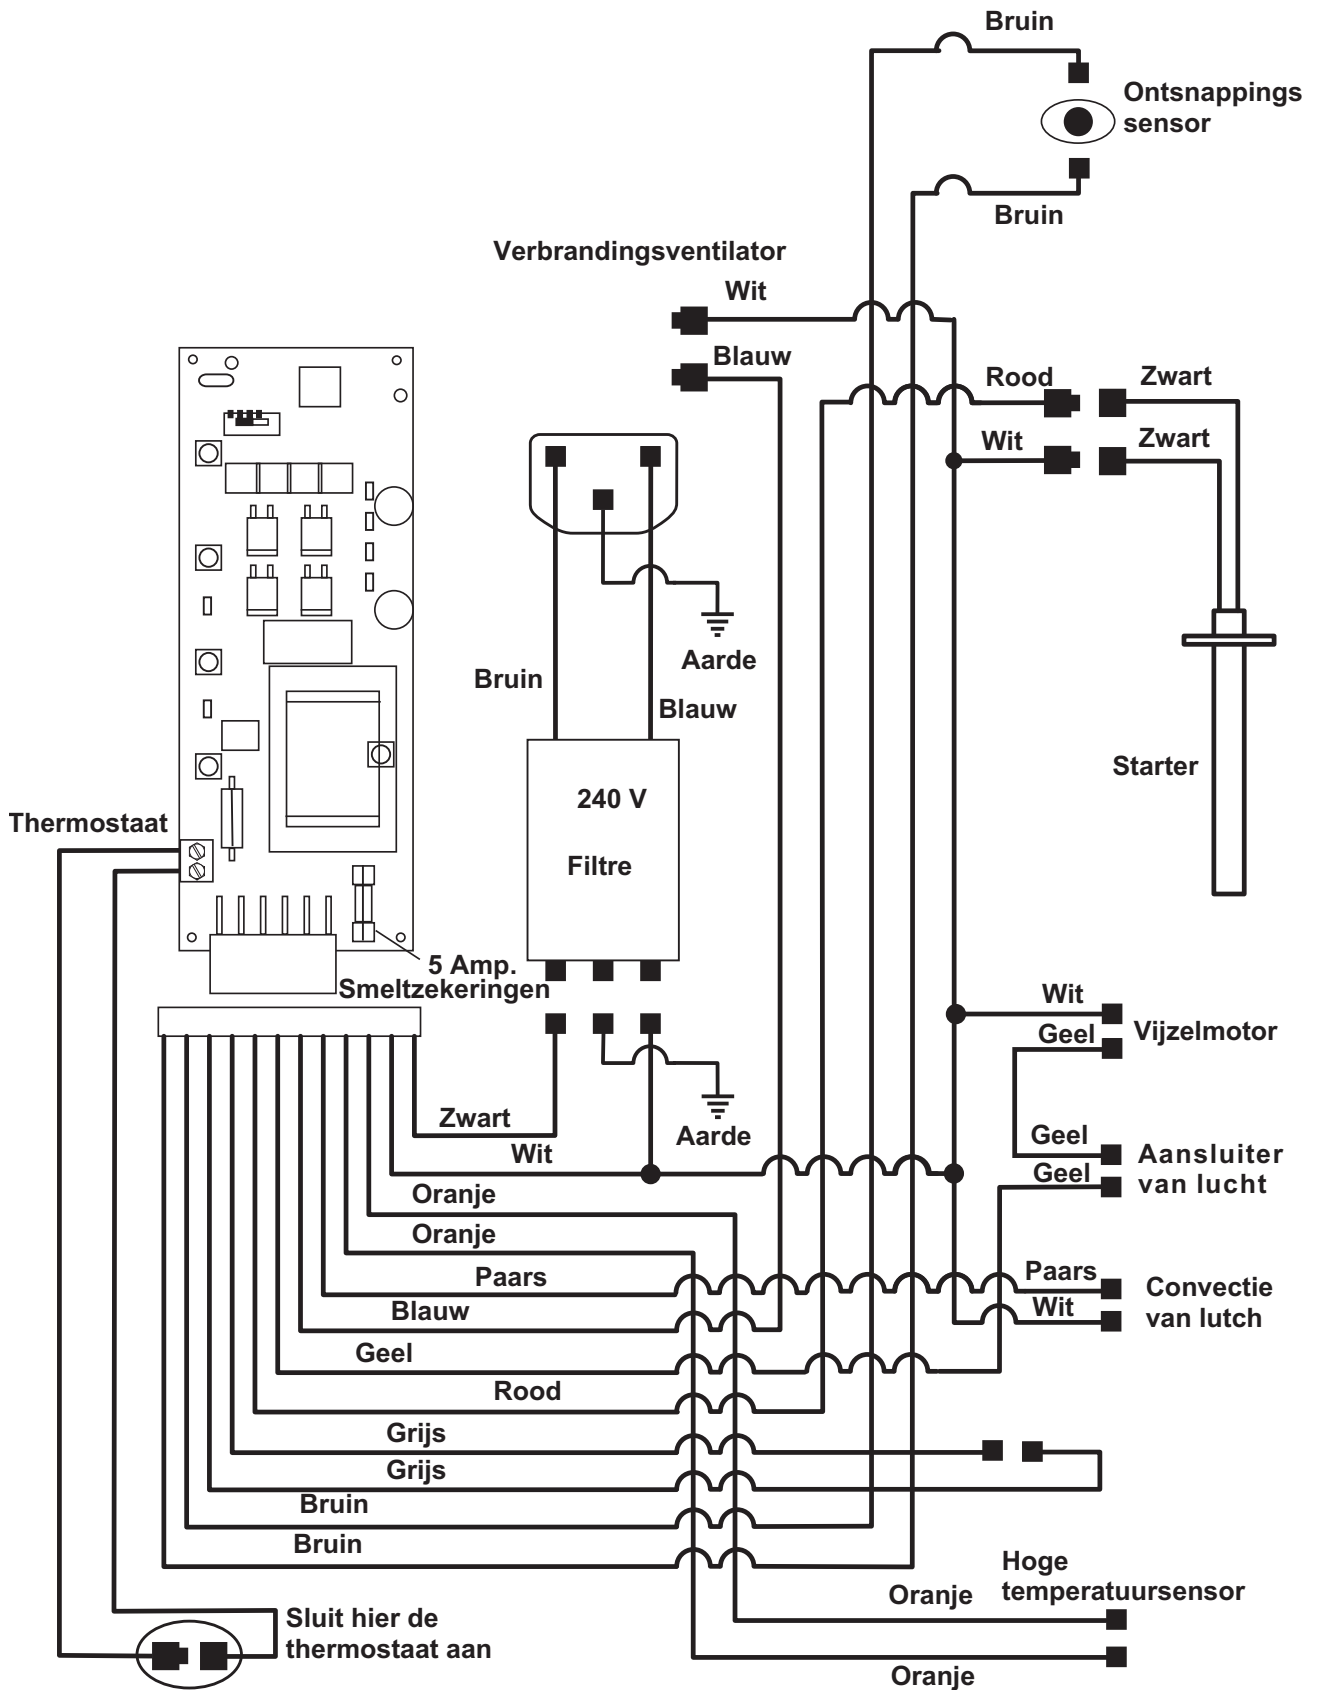 Bruin
Ontsnappings
sensor
Bruin
Verbrandingsventilator
Wit
Blauw
Rood
Zwart
Wit
Zwart
Aarde
Bruin
Blauw
Starter
240 V
Filtre
Thermostaat
5 Amp.
Smeltzekeringen
Wit
Geel
Vijzelmotor
Zwart
Aarde
Wit
Geel
Geel
Aansluiter
van lucht
Oranje
Oranje
Paars
Paars
Wit
Convectie
van lutch
Blauw
Geel
Rood
Grijs
Grijs
Bruin
Bruin
Hoge
temperatuursensor
Oranje
Oranje
Sluit hier de
thermostaat aan